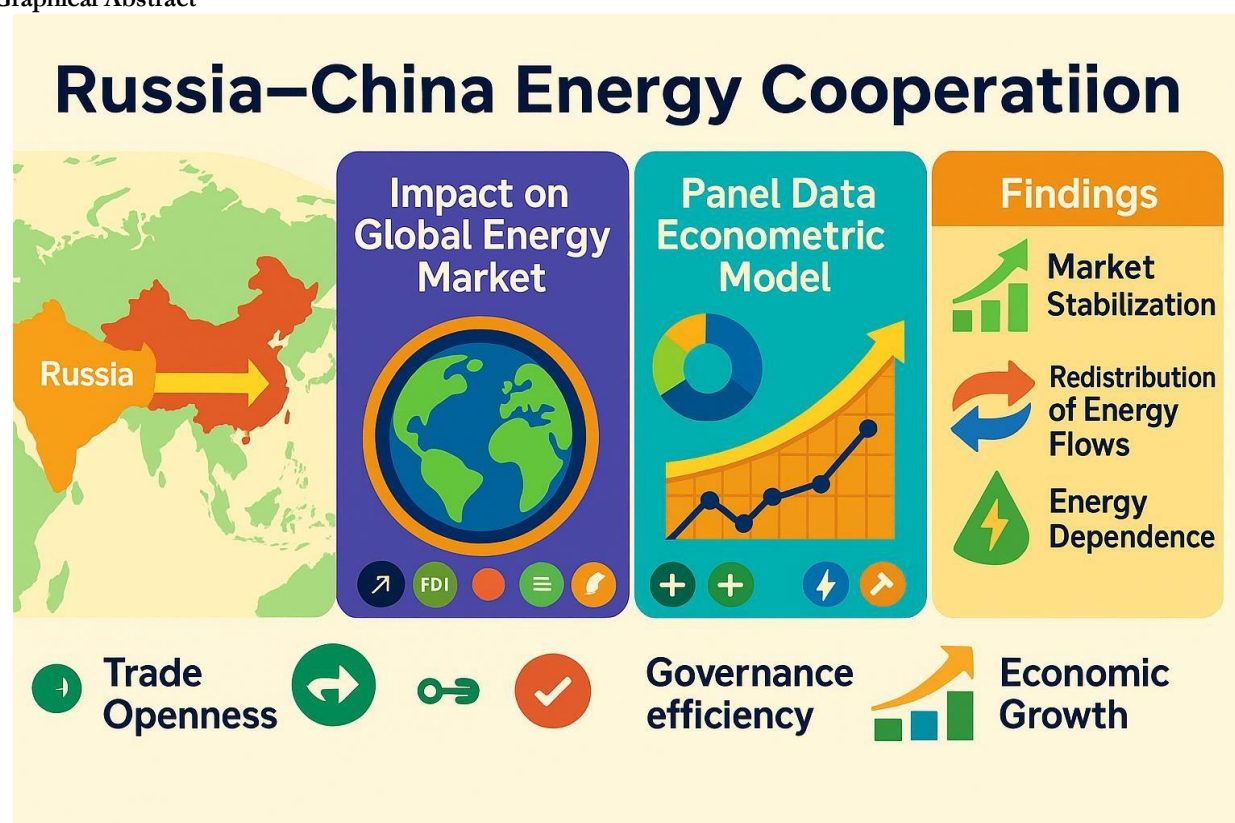 Graphical Abstract
Russia–China Energy Cooperatiion
Russia
Impact on
Global Energy
Market
FDI
Panel Data
Econometric
Model
Findings
Market
Stabilization
Redistribution
of Energy
Flows
Energy
Dependence
Trade
Openness
Governance
efficiency
Economic
Growth